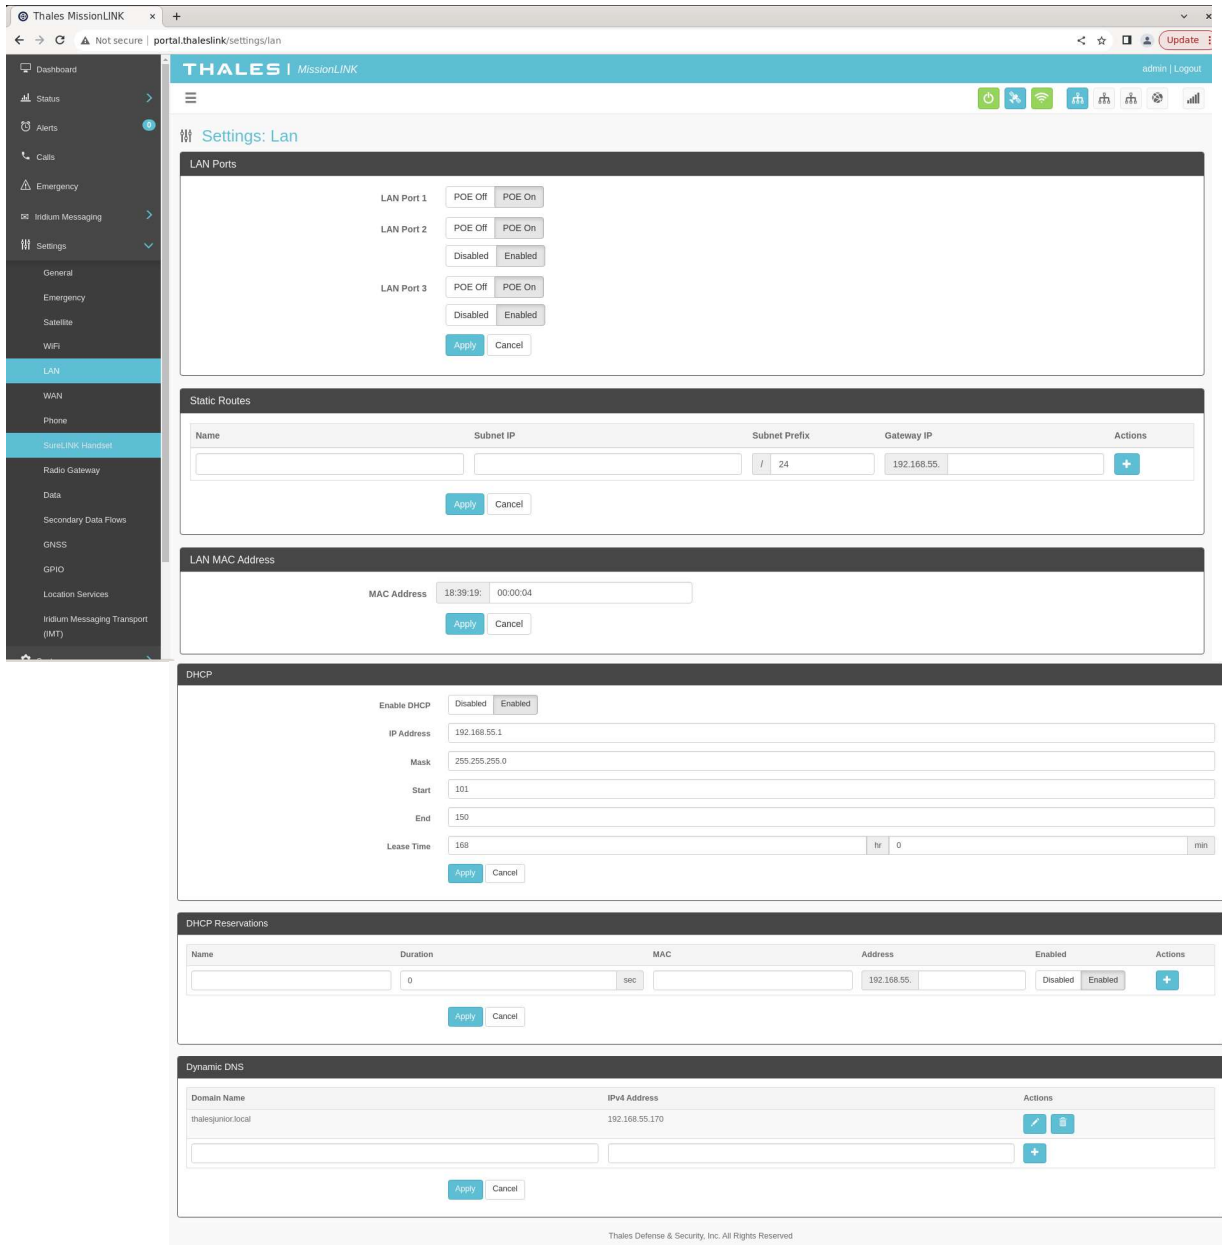 Thales MissionLINK × +
Not secure | portal.thaleslink/settings/lan Update
Dashboard
Status
Alerts 0
Calls
Emergency
Iridium Messaging
Settings
General
Emergency
Satellite
WiFi
LAN
WAN
Phone
SureLINK Handset
Radio Gateway
Data
Secondary Data Flows
GNSS
GPIO
Location Services
Iridium Messaging Transport
(IMT)
THALES | MissionLINK admin | Logout
Settings: Lan
LAN Ports
LAN Port 1 POE Off POE On
LAN Port 2 POE Off POE On
Disabled Enabled
LAN Port 3 POE Off POE On
Disabled Enabled
Apply Cancel
Static Routes
Name Subnet IP Subnet Prefix Gateway IP Actions
/ 24 192.168.55. +
Apply Cancel
LAN MAC Address
MAC Address 18:39:19: 00:00:04
Apply Cancel
DHCP
Enable DHCP Disabled Enabled
IP Address 192.168.55.1
Mask 255.255.255.0
Start 101
End 150
Lease Time 168 hr 0 min
Apply Cancel
DHCP Reservations
Name Duration MAC Address Enabled Actions
0 sec 192.168.55. Disabled Enabled +
Apply Cancel
Dynamic DNS
Domain Name IPv4 Address Actions
thalesjunior.local 192.168.55.170
+
Apply Cancel
Thales Defense & Security, Inc. All Rights Reserved